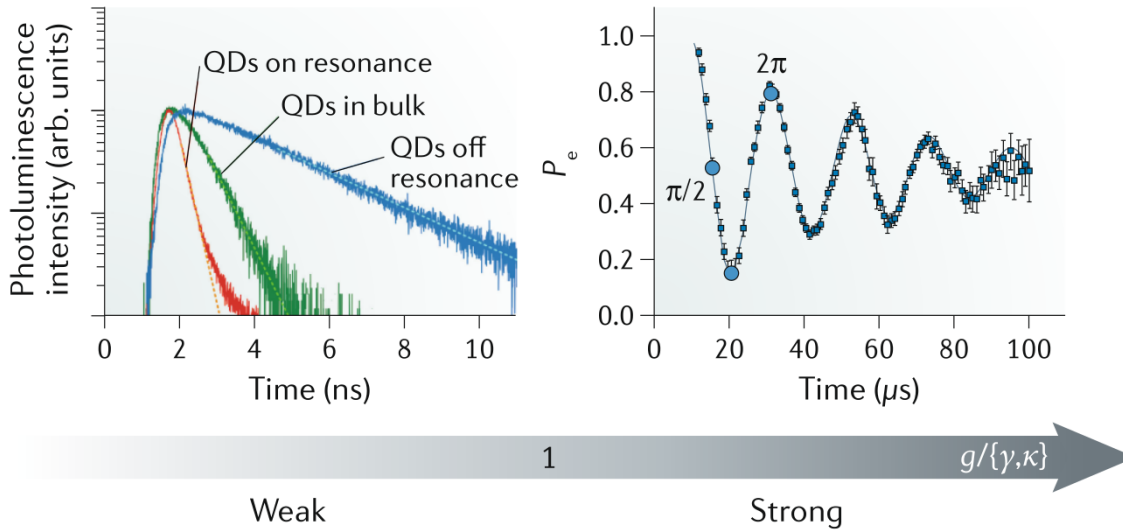 Photoluminescence
intensity (arb. units)
QDs on resonance
QDs in bulk
QDs off
resonance
0 2 4 6 8 10
Time (ns)
P_e
1.0
0.8
0.6
0.4
0.2
0.0
2π
π/2
0 20 40 60 80 100
Time (μs)
1
g/{γ,κ}
Weak
Strong